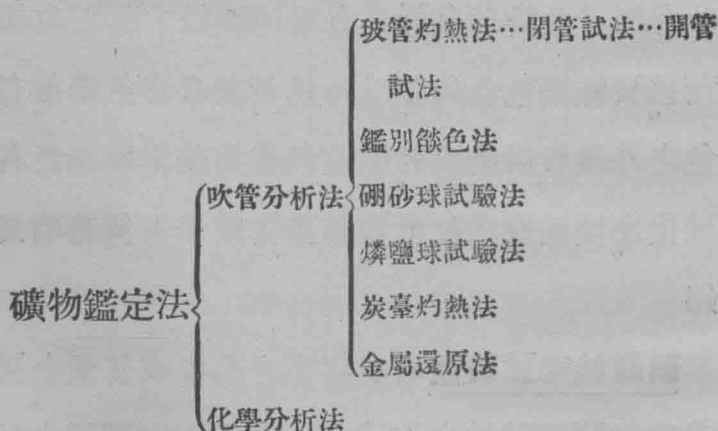 玻管灼熱法…閉管試法…開管
試法
鑑別燄色法
吹管分析法
硼砂球試驗法
燐鹽球試驗法
礦物鑑定法
炭臺灼熱法
金屬還原法
化學分析法